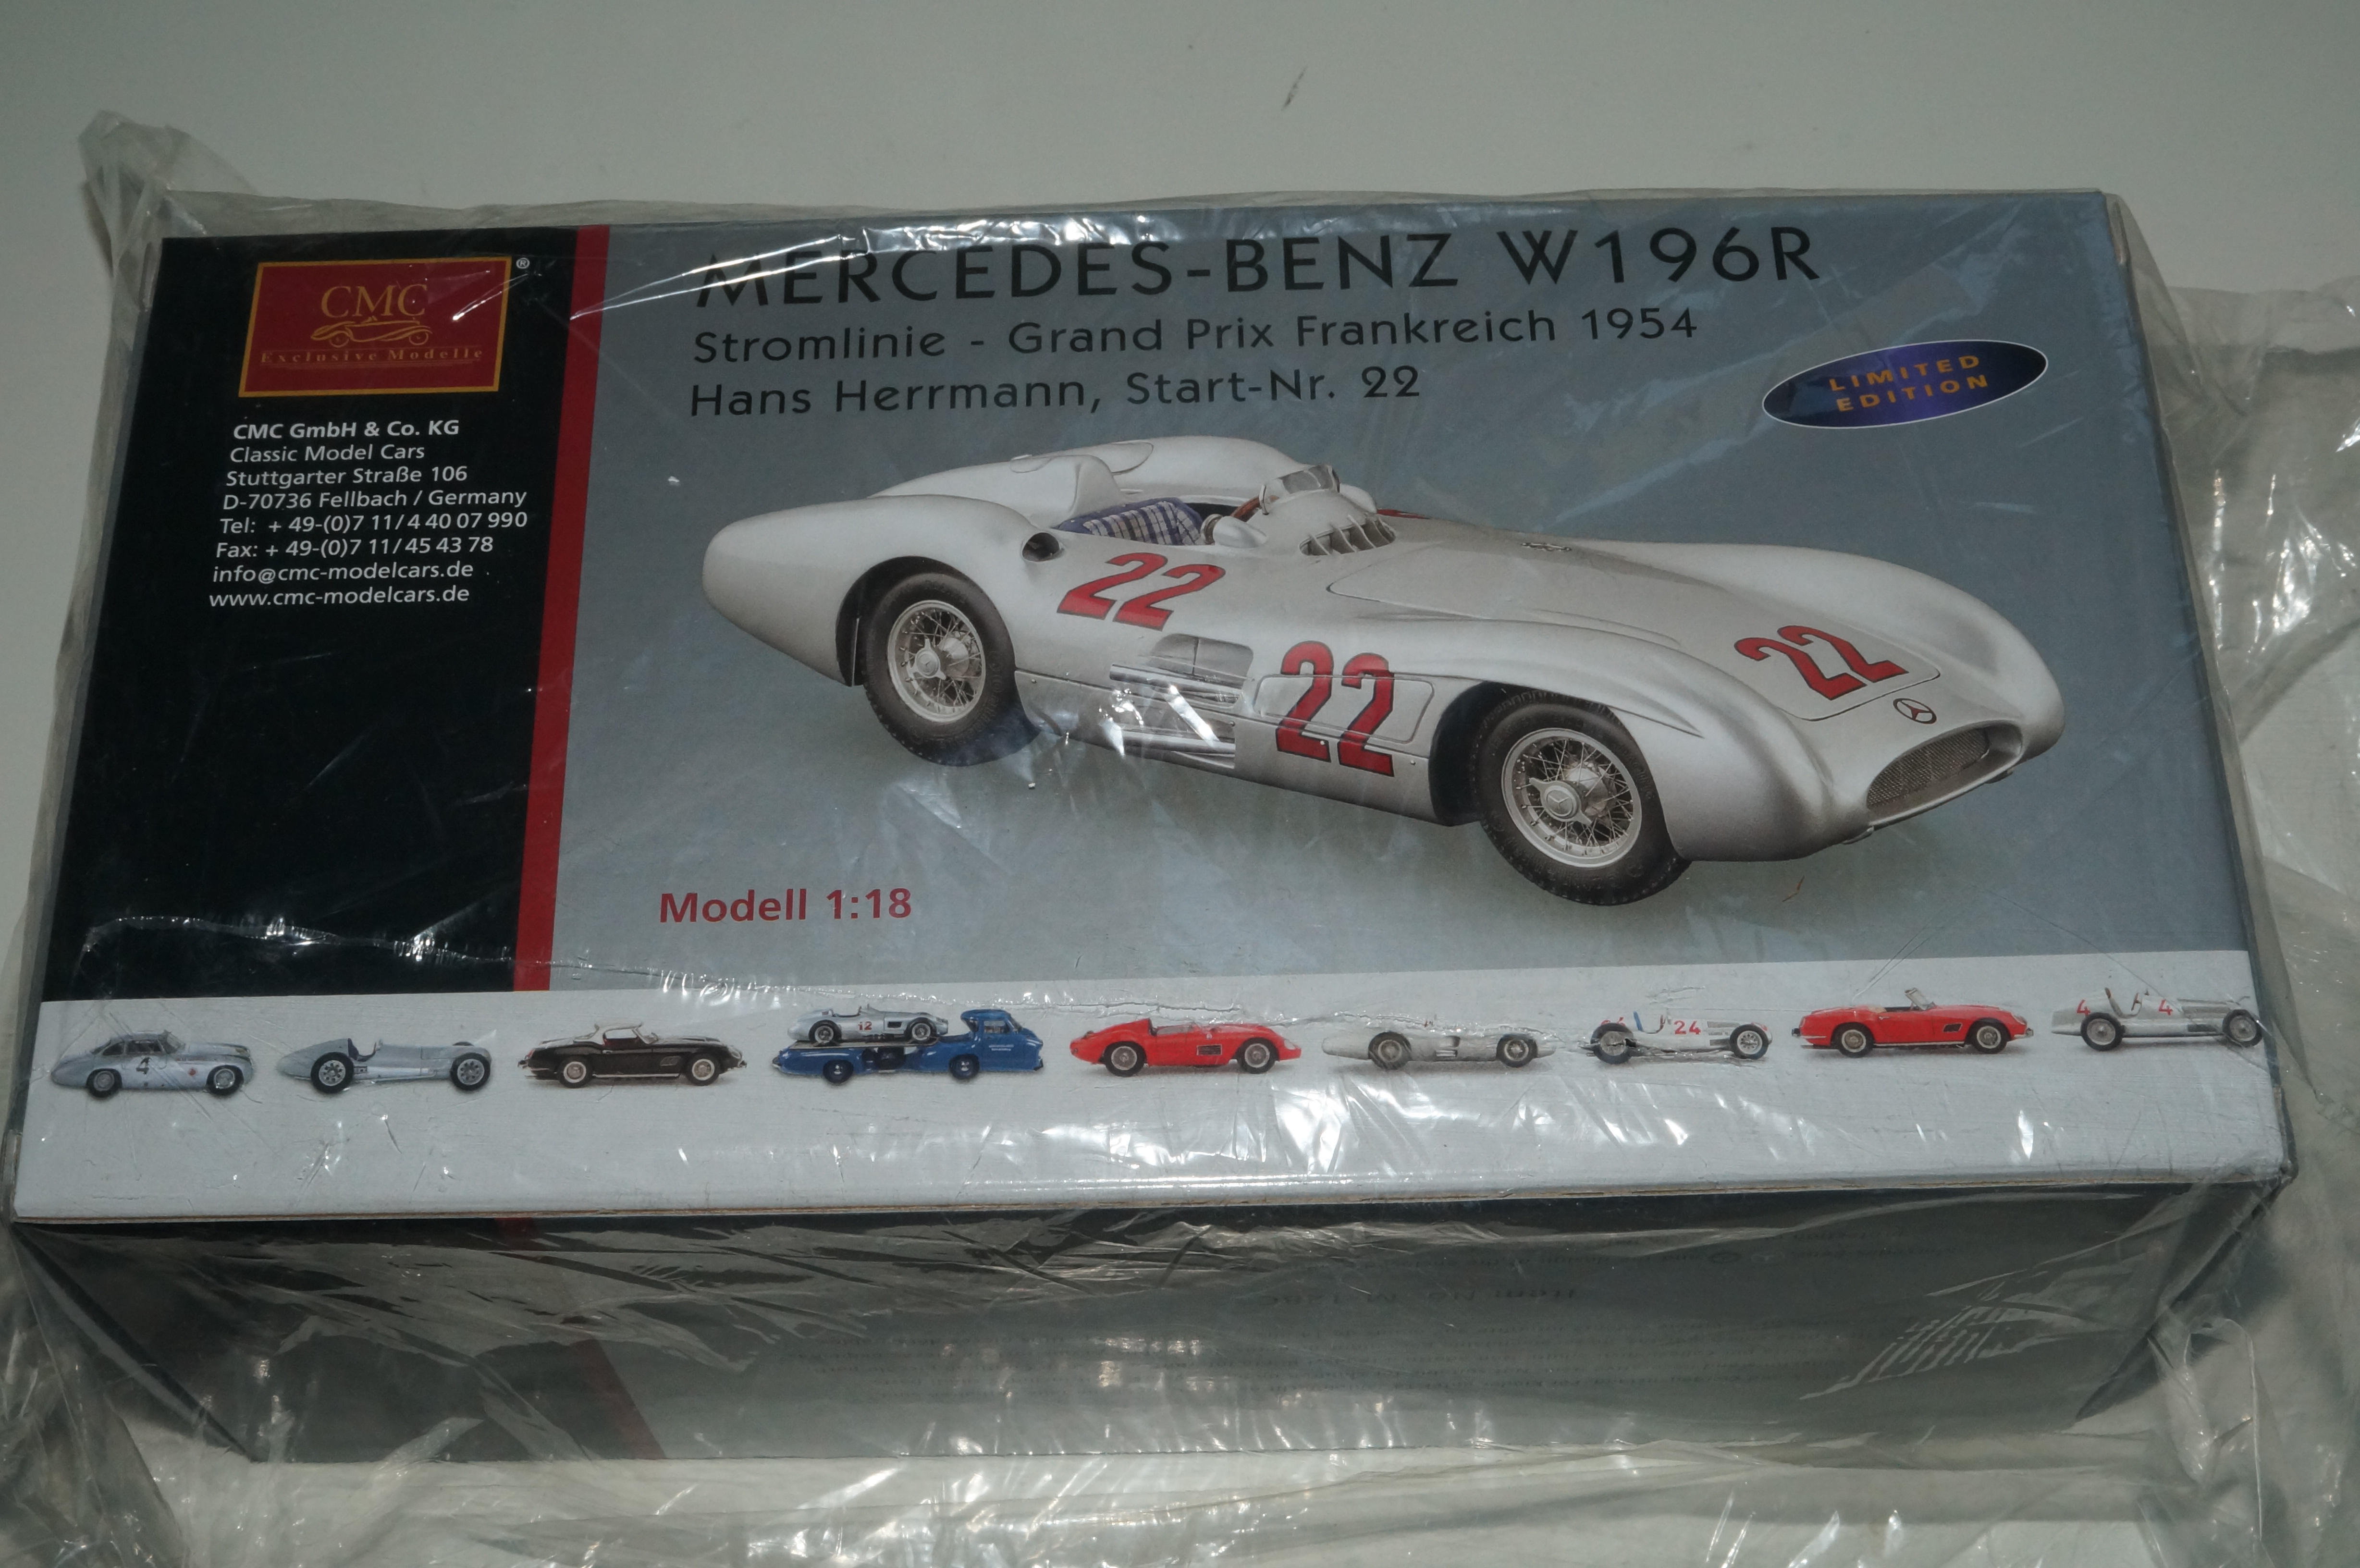 CMC
®
Exclusive Modelle
CMC GmbH & Co. KG
Classic Model Cars
Stuttgarter Straße 106
D-70736 Fellbach / Germany
Tel: + 49-(0)7 11/4 40 07 990
Fax: + 49-(0)7 11/45 43 78
info@cmc-modelcars.de
www.cmc-modelcars.de
MERCEDES-BENZ W196R
Stromlinie - Grand Prix Frankreich 1954
Hans Herrmann, Start-Nr. 22
LIMITED
EDITION
22
22
22
Modell 1:18
4
12
24
4
4